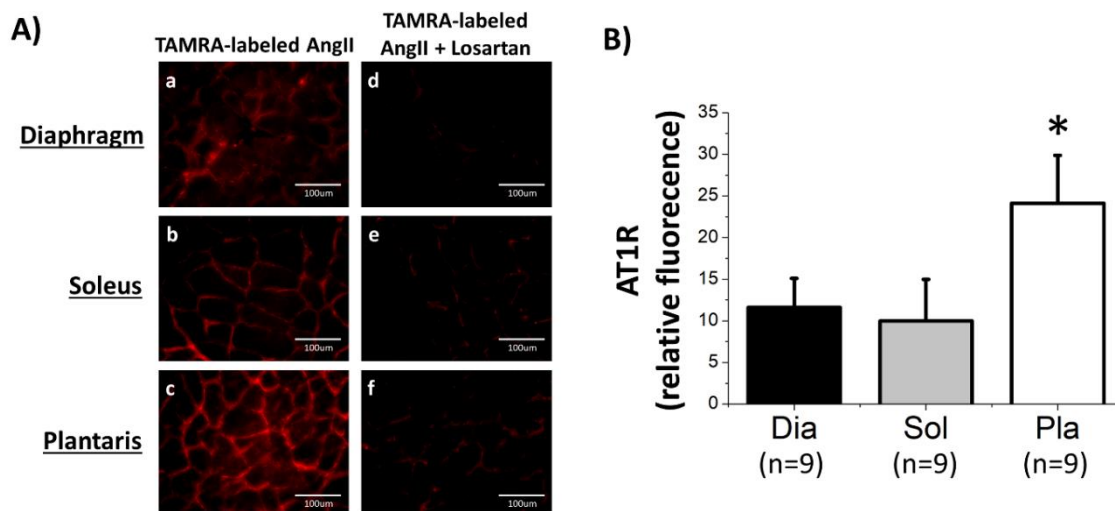 A)
TAMRA-labeled AngII
TAMRA-labeled
AngII + Losartan
Diaphragm
a
100um
d
100um
Soleus
b
100um
e
100um
Plantaris
c
100um
f
100um
B)
AT1R
(relative fluorecence)
35
30
25
20
15
10
5
0
*
Dia
(n=9)
Sol
(n=9)
Pla
(n=9)